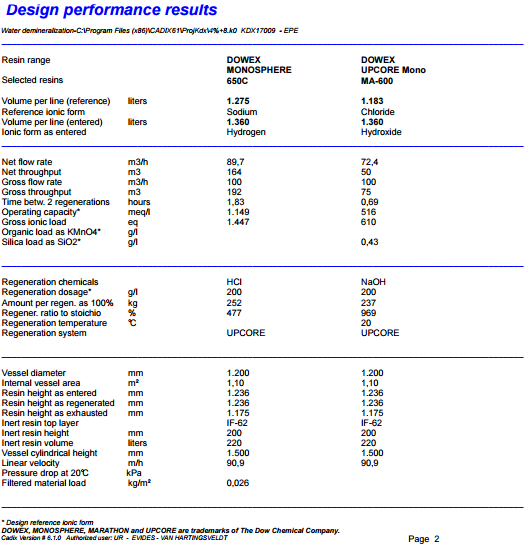 Design performance results
Water demineralization-C:\Program Files (x86)\CADIX61\ProjKdx\4%+8.k0 KDX17009 - EPE
Resin range DOWEX DOWEX
MONOSPHERE UPCORE Mono
Selected resins 650C MA-600
Volume per line (reference) liters 1.275 1.183
Reference ionic form Sodium Chloride
Volume per line (entered) liters 1.360 1.360
Ionic form as entered Hydrogen Hydroxide
Net flow rate m3/h 89,7 72,4
Net throughput m3 164 50
Gross flow rate m3/h 100 100
Gross throughput m3 192 75
Time betw. 2 regenerations hours 1,83 0,69
Operating capacity* meq/l 1.149 516
Gross ionic load eq 1.447 610
Organic load as KMnO4* g/l
Silica load as SiO2* g/l 0,43
Regeneration chemicals HCl NaOH
Regeneration dosage* g/l 200 200
Amount per regen. as 100% kg 252 237
Regener. ratio to stoichio % 477 969
Regeneration temperature °C 20
Regeneration system UPCORE UPCORE
Vessel diameter mm 1.200 1.200
Internal vessel area m² 1,10 1,10
Resin height as entered mm 1.236 1.236
Resin height as regenerated mm 1.236 1.236
Resin height as exhausted mm 1.175 1.175
Inert resin top layer IF-62 IF-62
Inert resin height mm 200 200
Inert resin volume liters 220 220
Vessel cylindrical height mm 1.500 1.500
Linear velocity m/h 90,9 90,9
Pressure drop at 20°C kPa
Filtered material load kg/m² 0,026
* Design reference ionic form
DOWEX, MONOSPHERE, MARATHON and UPCORE are trademarks of The Dow Chemical Company.
Cadix Version # 6.1.0 Authorized user: UR - EVIDES - VAN HARTINGSVELDT
Page 2